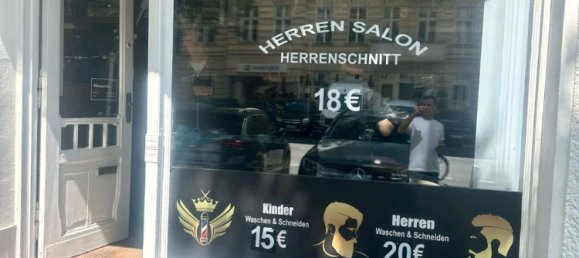 HERREN SALON
HERRENSCHNITT
18€
Kinder
Waschen & Schneiden
15€
Herren
Waschen & Schneiden
20€